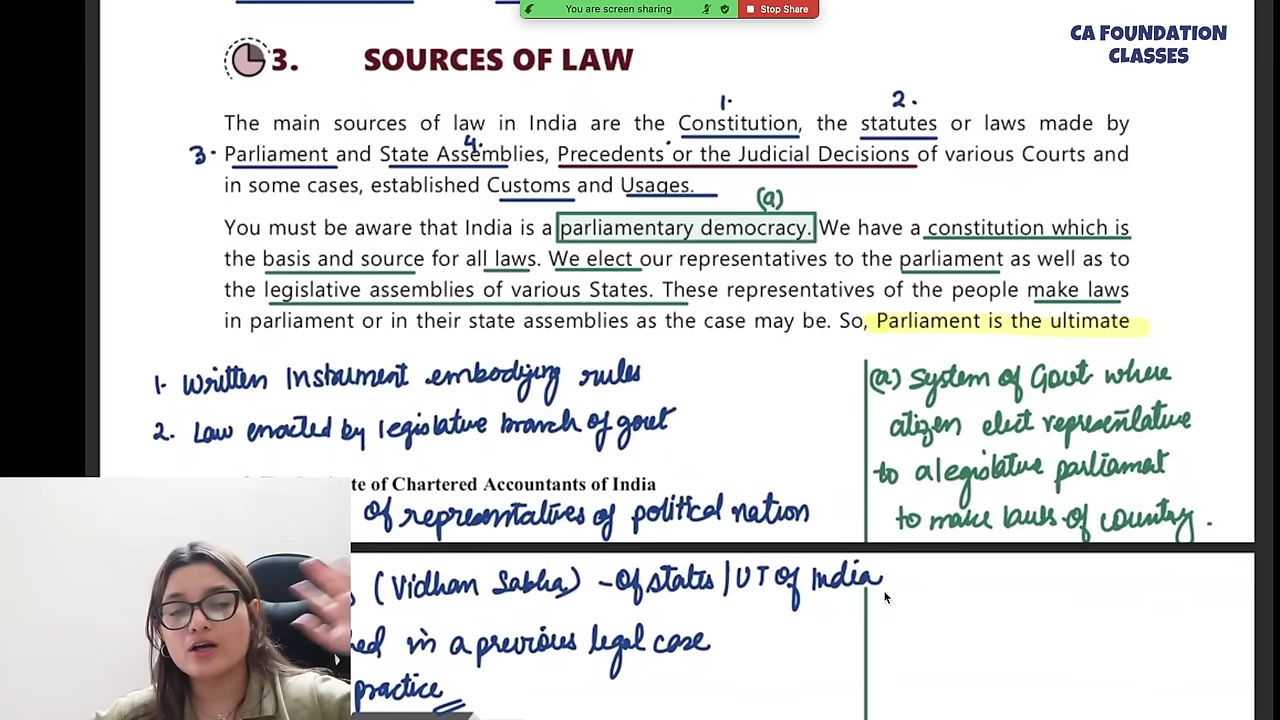 You are screen sharing
Stop Share
CA FOUNDATION
CLASSES
3. SOURCES OF LAW
1.
2.
The main sources of law in India are the Constitution, the statutes or laws made by
4.
3. Parliament and State Assemblies, Precedents or the Judicial Decisions of various Courts and
in some cases, established Customs and Usages.
(a)
You must be aware that India is a parliamentary democracy. We have a constitution which is
the basis and source for all laws. We elect our representatives to the parliament as well as to
the legislative assemblies of various States. These representatives of the people make laws
in parliament or in their state assemblies as the case may be. So, Parliament is the ultimate
1. Written Instrument embodying rules
2. Law enacted by legislative branch of govt
te of Chartered Accountants of India
of representatives of political nation
(Vidhan Sabha) - Of states / UT Of India
in a previous legal case
practice
(a) System of Govt where
citizen elect representative
to a legislative parliamat
to make laws of country.